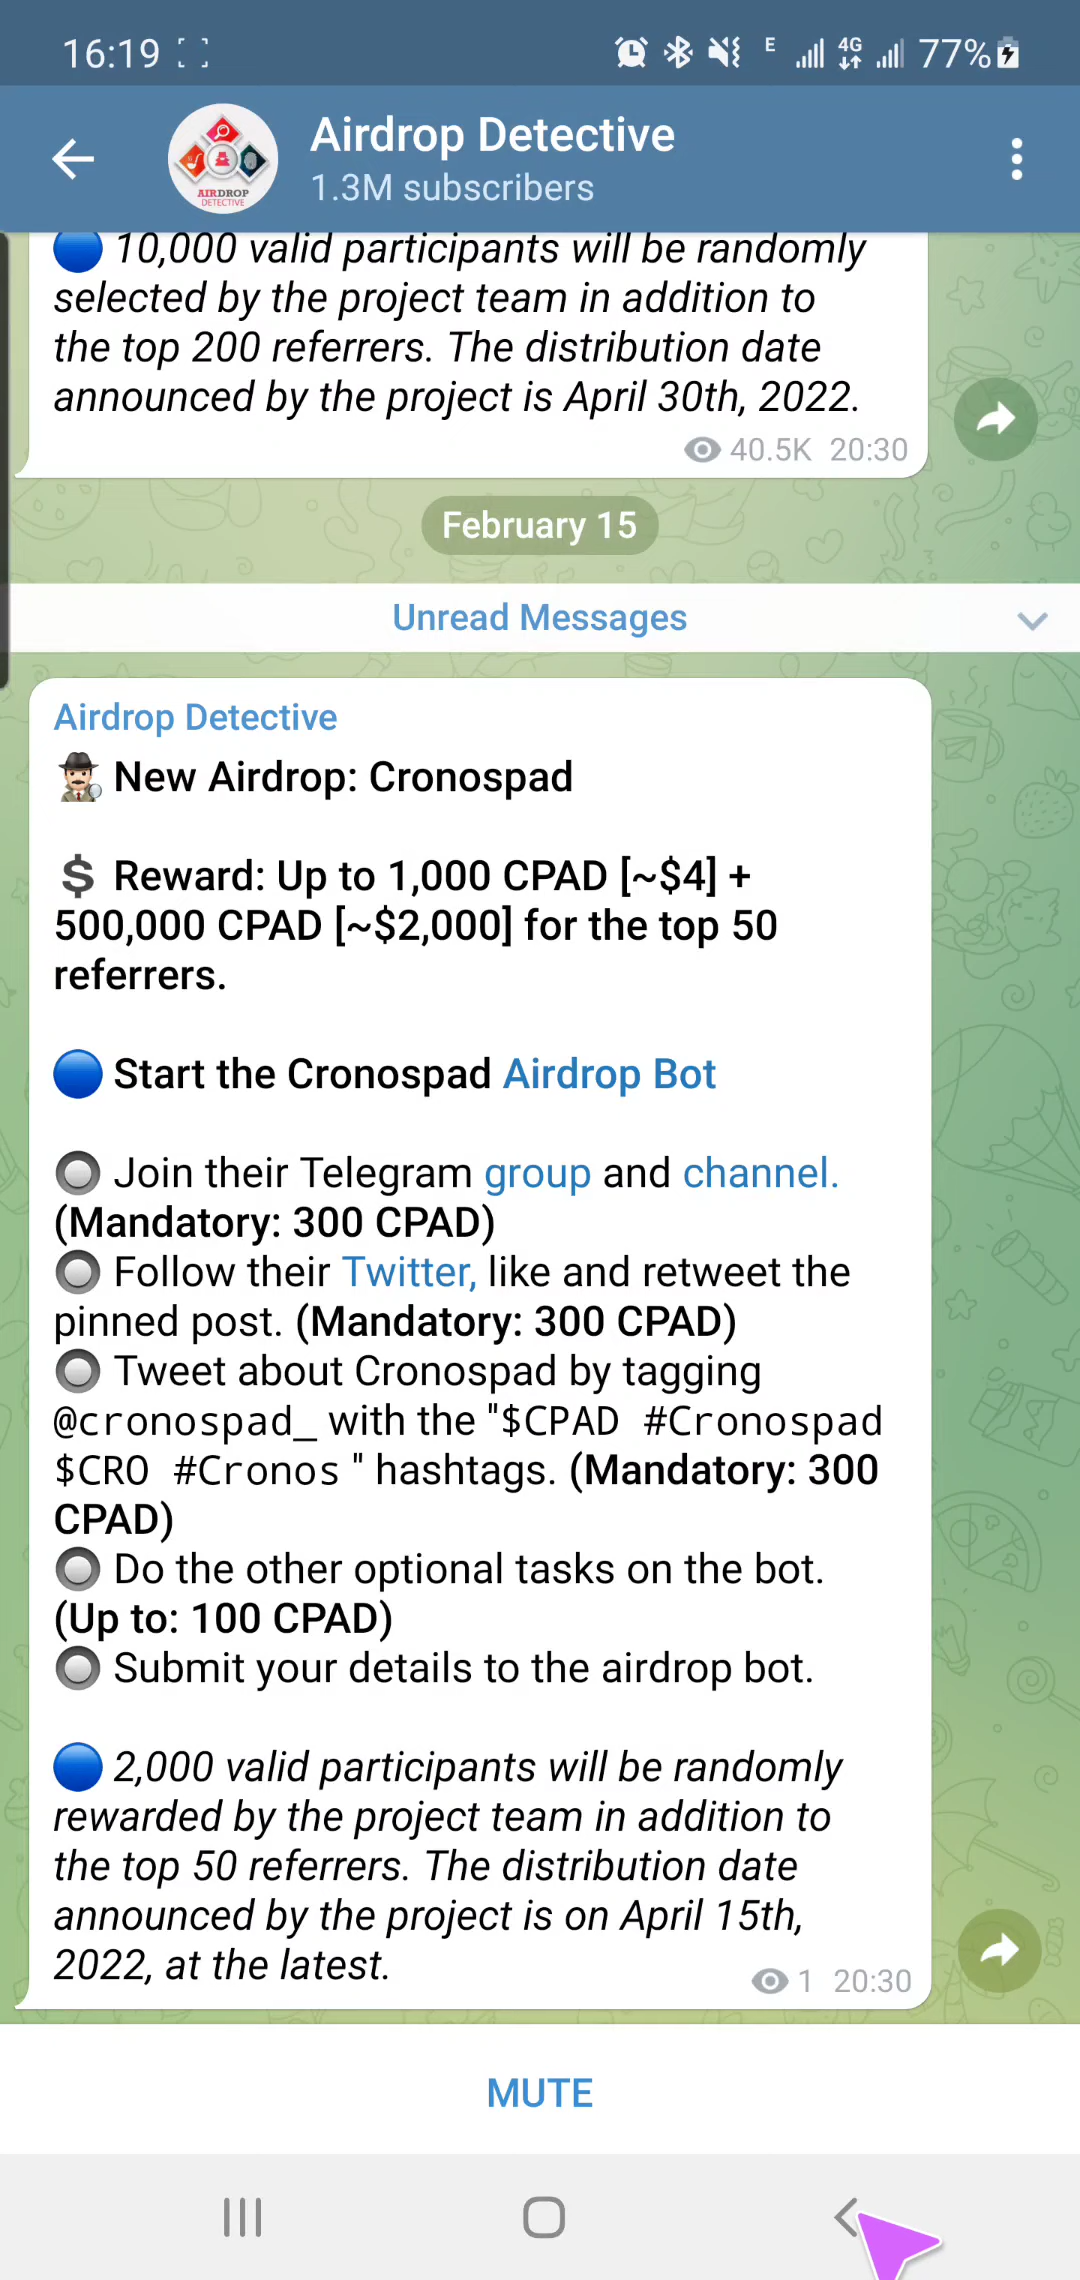 16:19 E 4G 77%
Airdrop Detective
1.3M subscribers
AIRDROP
DETECTIVE
10,000 valid participants will be randomly
selected by the project team in addition to
the top 200 referrers. The distribution date
announced by the project is April 30th, 2022.
40.5K 20:30
February 15
Unread Messages
Airdrop Detective
New Airdrop: Cronospad
$ Reward: Up to 1,000 CPAD [~$4] +
500,000 CPAD [~$2,000] for the top 50
referrers.
Start the Cronospad Airdrop Bot
Join their Telegram group and channel.
(Mandatory: 300 CPAD)
Follow their Twitter, like and retweet the
pinned post. (Mandatory: 300 CPAD)
Tweet about Cronospad by tagging
@cronospad_ with the "$CPAD #Cronospad
$CRO #Cronos " hashtags. (Mandatory: 300
CPAD)
Do the other optional tasks on the bot.
(Up to: 100 CPAD)
Submit your details to the airdrop bot.
2,000 valid participants will be randomly
rewarded by the project team in addition to
the top 50 referrers. The distribution date
announced by the project is on April 15th,
2022, at the latest.
1 20:30
MUTE